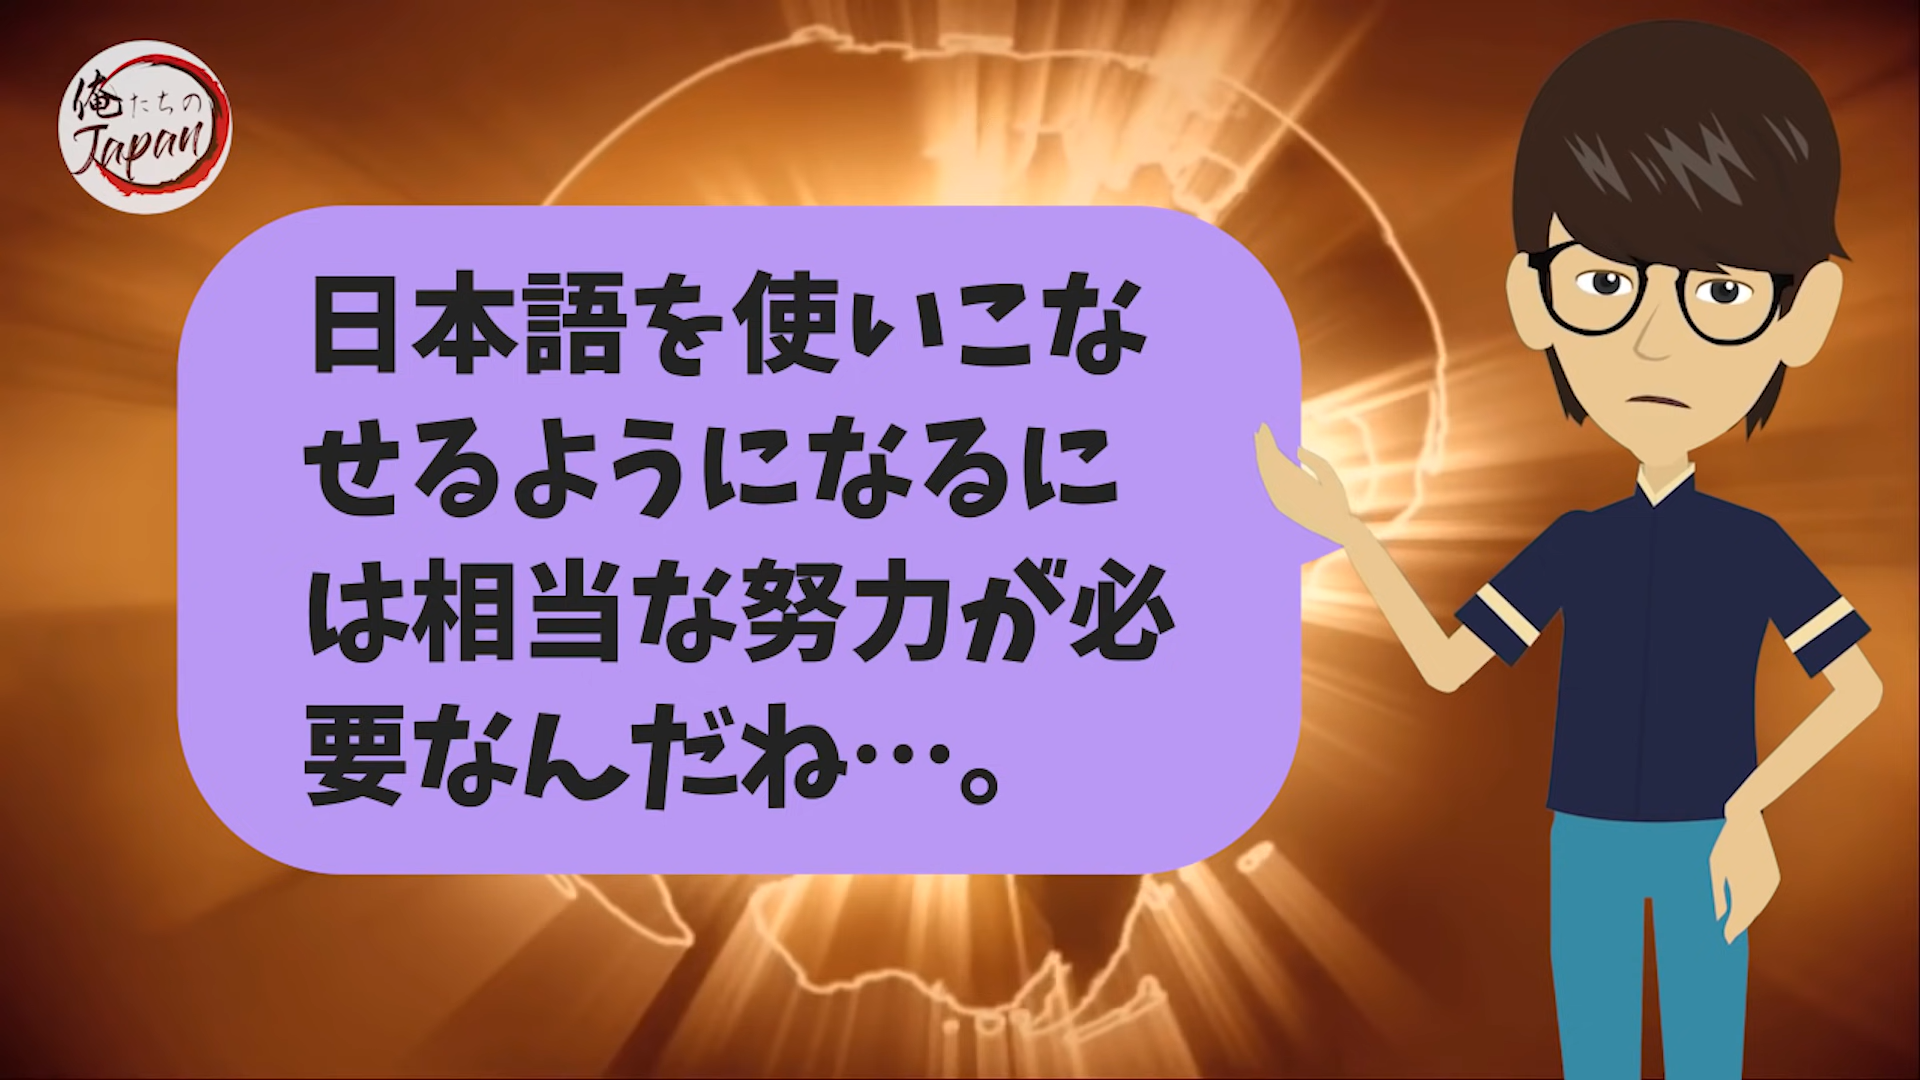 俺たちの
Japan
日本語を使いこな
せるようになるに
は相当な努力が必
要なんだね…。